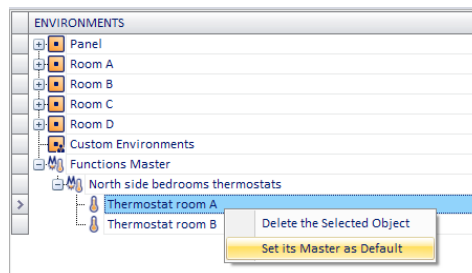 ENVIRONMENTS
Panel
Room A
Room B
Room C
Room D
Custom Environments
Functions Master
North side bedrooms thermostats
Thermostat room A
Thermostat room B
Delete the Selected Object
Set its Master as Default